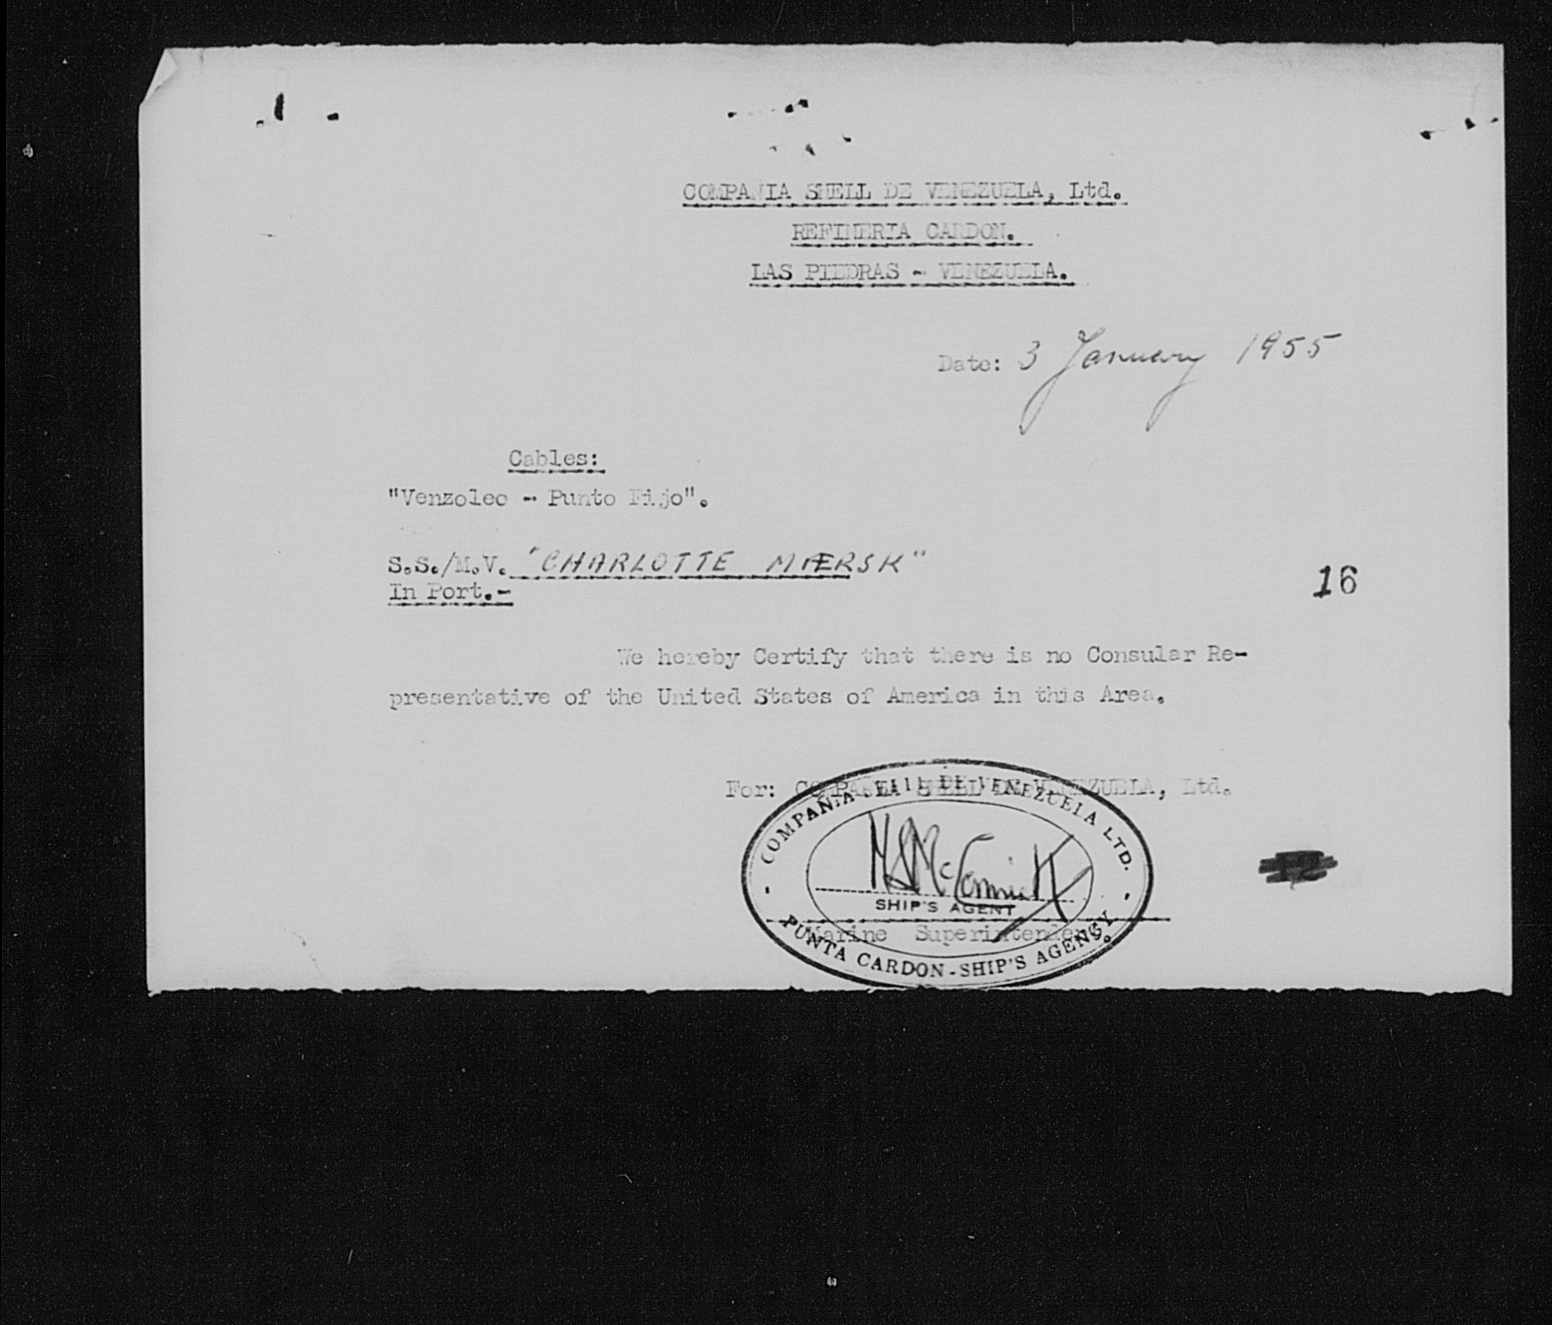 COMPANIA SHELL DE VENEZUELA, Ltd.
REFINERIA CARDON.
LAS PIEDRAS - VENEZUELA.
Date: 3 January 1955
Cables:
"Venzoleo - Punto Fijo".
S.S./M.V. "CHARLOTTE MÆRSK"
In Port.-
16
We hereby Certify that there is no Consular Re-
presentative of the United States of America in this Area.
For: COMPANIA SHELL DE VENEZUELA, Ltd.
COMPAÑIA SHELL DE VENEZUELA LTD.
SHIP'S AGENT
Marine Superintendent.
PUNTA CARDON - SHIP'S AGENCY